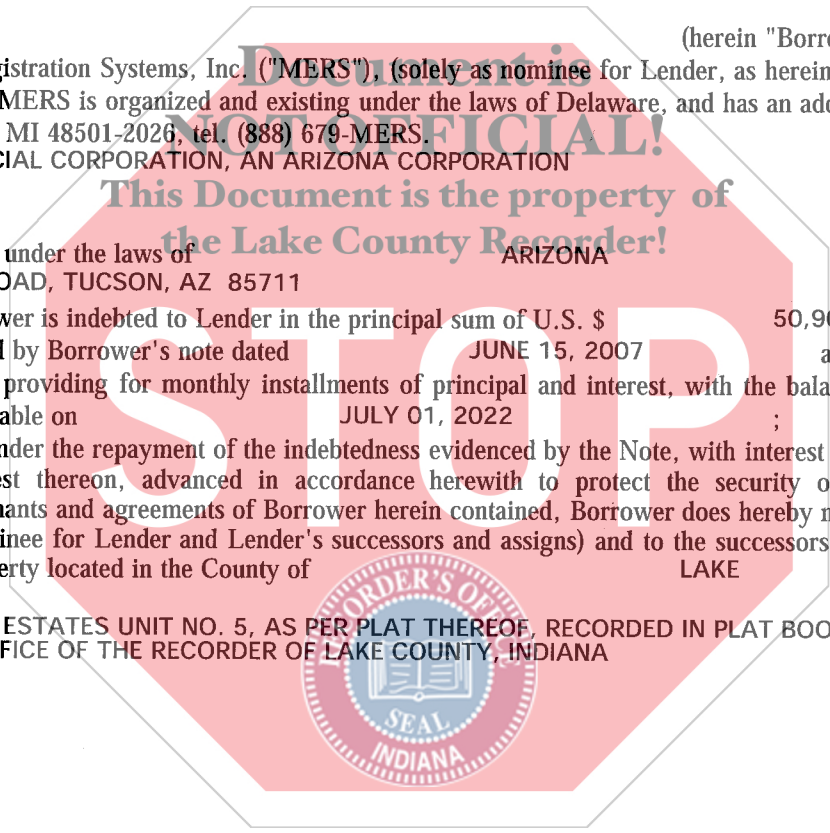 (herein "Borro
Document is
gistration Systems, Inc. ("MERS"), (solely as nominee for Lender, as herein
MERS is organized and existing under the laws of Delaware, and has an add
NOT OFFICIAL!
MI 48501-2026, tel. (888) 679-MERS.
CIAL CORPORATION, AN ARIZONA CORPORATION
This Document is the property of
the Lake County Recorder!
under the laws of ARIZONA
OAD, TUCSON, AZ 85711
wer is indebted to Lender in the principal sum of U.S. $ 50,90
d by Borrower's note dated JUNE 15, 2007 a
providing for monthly installments of principal and interest, with the bala
able on JULY 01, 2022 ;
STOP
nder the repayment of the indebtedness evidenced by the Note, with interest
est thereon, advanced in accordance herewith to protect the security o
nants and agreements of Borrower herein contained, Borrower does hereby m
inee for Lender and Lender's successors and assigns) and to the successors
erty located in the County of LAKE
ESTATES UNIT NO. 5, AS PER PLAT THEREOF, RECORDED IN PLAT BOO
FICE OF THE RECORDER OF LAKE COUNTY, INDIANA
RECORDER'S OFFICE
SEAL
INDIANA